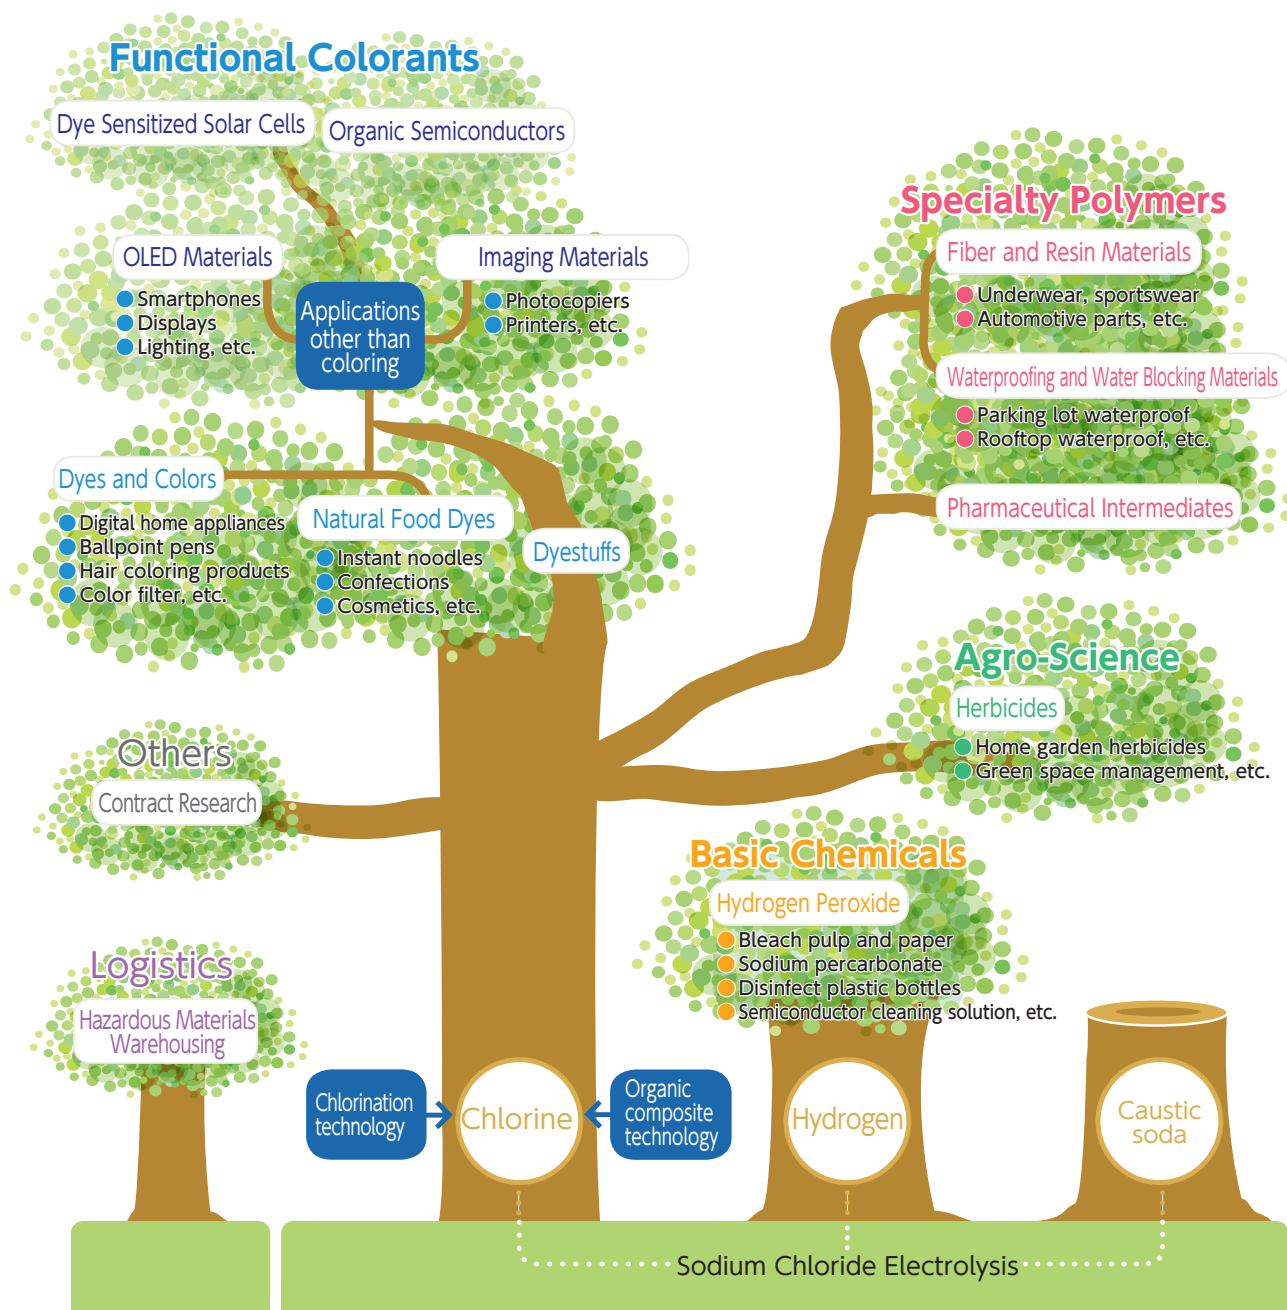 Functional Colorants
Dye Sensitized Solar Cells
Organic Semiconductors
OLED Materials
Smartphones
Displays
Lighting, etc.
Applications
other than
coloring
Imaging Materials
Photocopiers
Printers, etc.
Dyes and Colors
Digital home appliances
Ballpoint pens
Hair coloring products
Color filter, etc.
Natural Food Dyes
Instant noodles
Confections
Cosmetics, etc.
Dyestuffs
Specialty Polymers
Fiber and Resin Materials
Underwear, sportswear
Automotive parts, etc.
Waterproofing and Water Blocking Materials
Parking lot waterproof
Rooftop waterproof, etc.
Pharmaceutical Intermediates
Agro-Science
Herbicides
Home garden herbicides
Green space management, etc.
Others
Contract Research
Basic Chemicals
Hydrogen Peroxide
Bleach pulp and paper
Sodium percarbonate
Disinfect plastic bottles
Semiconductor cleaning solution, etc.
Logistics
Hazardous Materials
Warehousing
Chlorination
technology
Chlorine
Organic
composite
technology
Hydrogen
Caustic
soda
Sodium Chloride Electrolysis